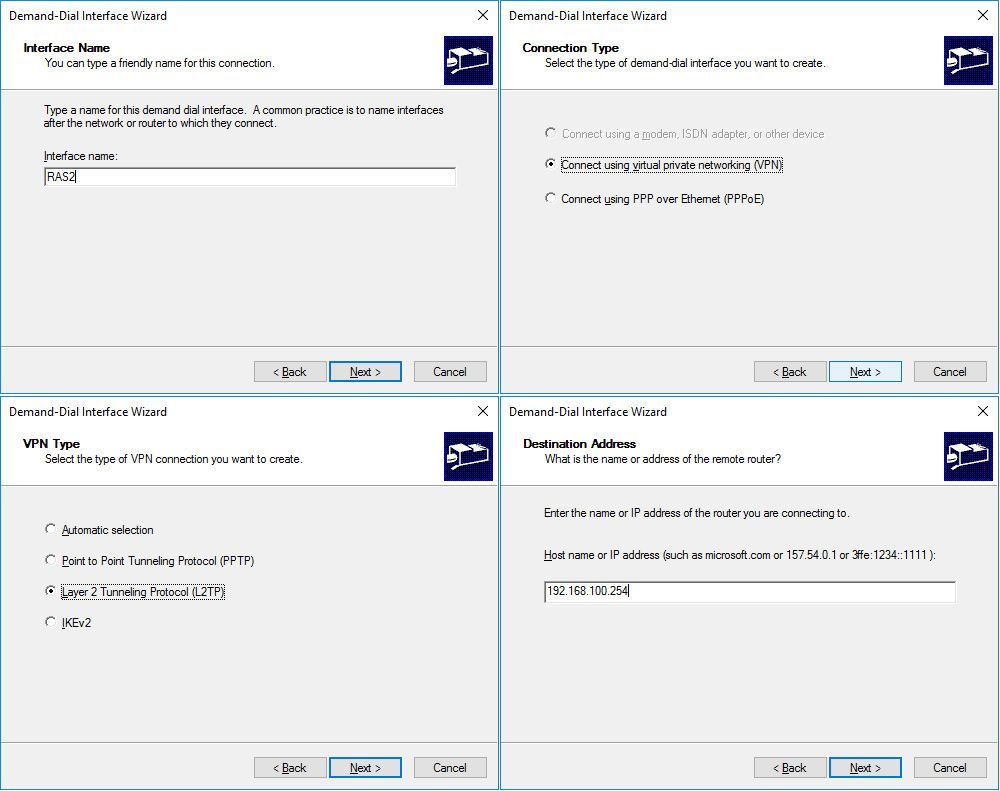 Demand-Dial Interface Wizard
Interface Name
You can type a friendly name for this connection.
Type a name for this demand dial interface. A common practice is to name interfaces
after the network or router to which they connect.
Interface name:
RAS2
< Back
Next >
Cancel
Demand-Dial Interface Wizard
Connection Type
Select the type of demand-dial interface you want to create.
Connect using a modem, ISDN adapter, or other device
Connect using virtual private networking (VPN)
Connect using PPP over Ethernet (PPPoE)
< Back
Next >
Cancel
Demand-Dial Interface Wizard
VPN Type
Select the type of VPN connection you want to create.
Automatic selection
Point to Point Tunneling Protocol (PPTP)
Layer 2 Tunneling Protocol (L2TP)
IKEv2
< Back
Next >
Cancel
Demand-Dial Interface Wizard
Destination Address
What is the name or address of the remote router?
Enter the name or IP address of the router you are connecting to.
Host name or IP address (such as microsoft.com or 157.54.0.1 or 3ffe:1234::1111 ):
192.168.100.254
< Back
Next >
Cancel